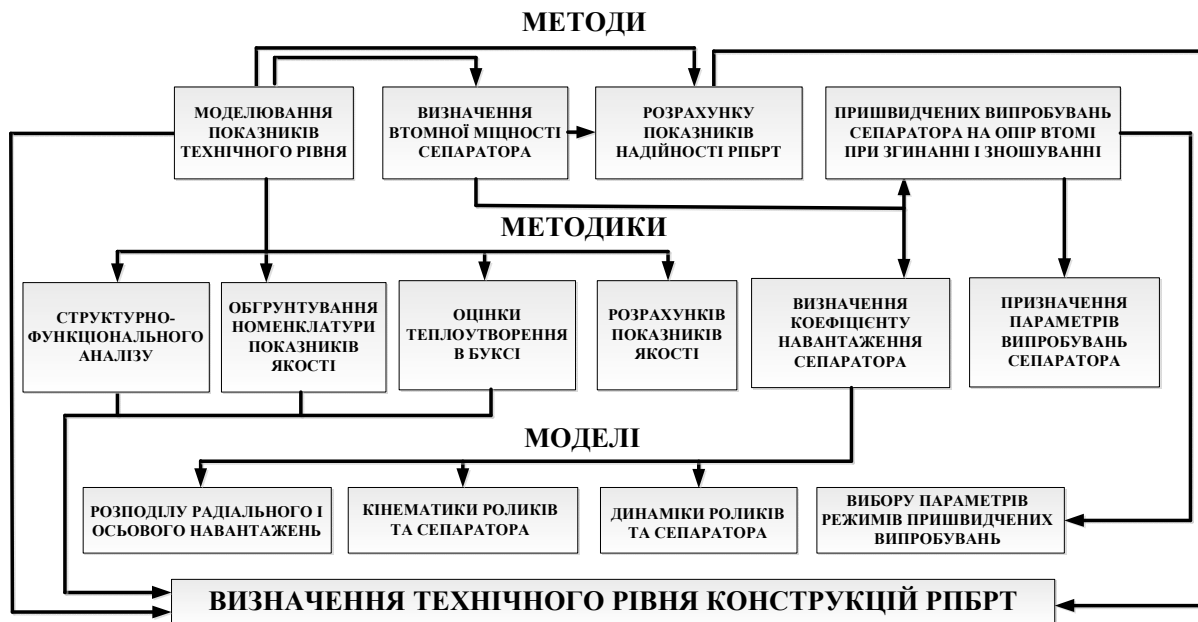 МЕТОДИ
МОДЕЛЮВАННЯ
ПОКАЗНИКІВ
ТЕХНІЧНОГО РІВНЯ
ВИЗНАЧЕННЯ
ВТОМНОЇ МІЦНОСТІ
СЕПАРАТОРА
РОЗРАХУНКУ
ПОКАЗНИКІВ
НАДІЙНОСТІ РПБРТ
ПРИШВИДЧЕНИХ ВИПРОБУВАНЬ
СЕПАРАТОРА НА ОПІР ВТОМІ
ПРИ ЗГИНАННІ І ЗНОШУВАННІ
МЕТОДИКИ
СТРУКТУРНО-
ФУНКЦІОНАЛЬНОГО
АНАЛІЗУ
ОБГРУНТУВАННЯ
НОМЕНКЛАТУРИ
ПОКАЗНИКІВ
ЯКОСТІ
ОЦІНКИ
ТЕПЛОУТВОРЕННЯ
В БУКСІ
РОЗРАХУНКІВ
ПОКАЗНИКІВ
ЯКОСТІ
ВИЗНАЧЕННЯ
КОЕФІЦІЄНТУ
НАВАНТАЖЕННЯ
СЕПАРАТОРА
ПРИЗНАЧЕННЯ
ПАРАМЕТРІВ
ВИПРОБУВАНЬ
СЕПАРАТОРА
МОДЕЛІ
РОЗПОДІЛУ РАДІАЛЬНОГО І
ОСЬОВОГО НАВАНТАЖЕНЬ
КІНЕМАТИКИ РОЛИКІВ
ТА СЕПАРАТОРА
ДИНАМІКИ РОЛИКІВ
ТА СЕПАРАТОРА
ВИБОРУ ПАРАМЕТРІВ
РЕЖИМІВ ПРИШВИДЧЕНИХ
ВИПРОБУВАНЬ
ВИЗНАЧЕННЯ ТЕХНІЧНОГО РІВНЯ КОНСТРУКЦІЙ РПБРТ